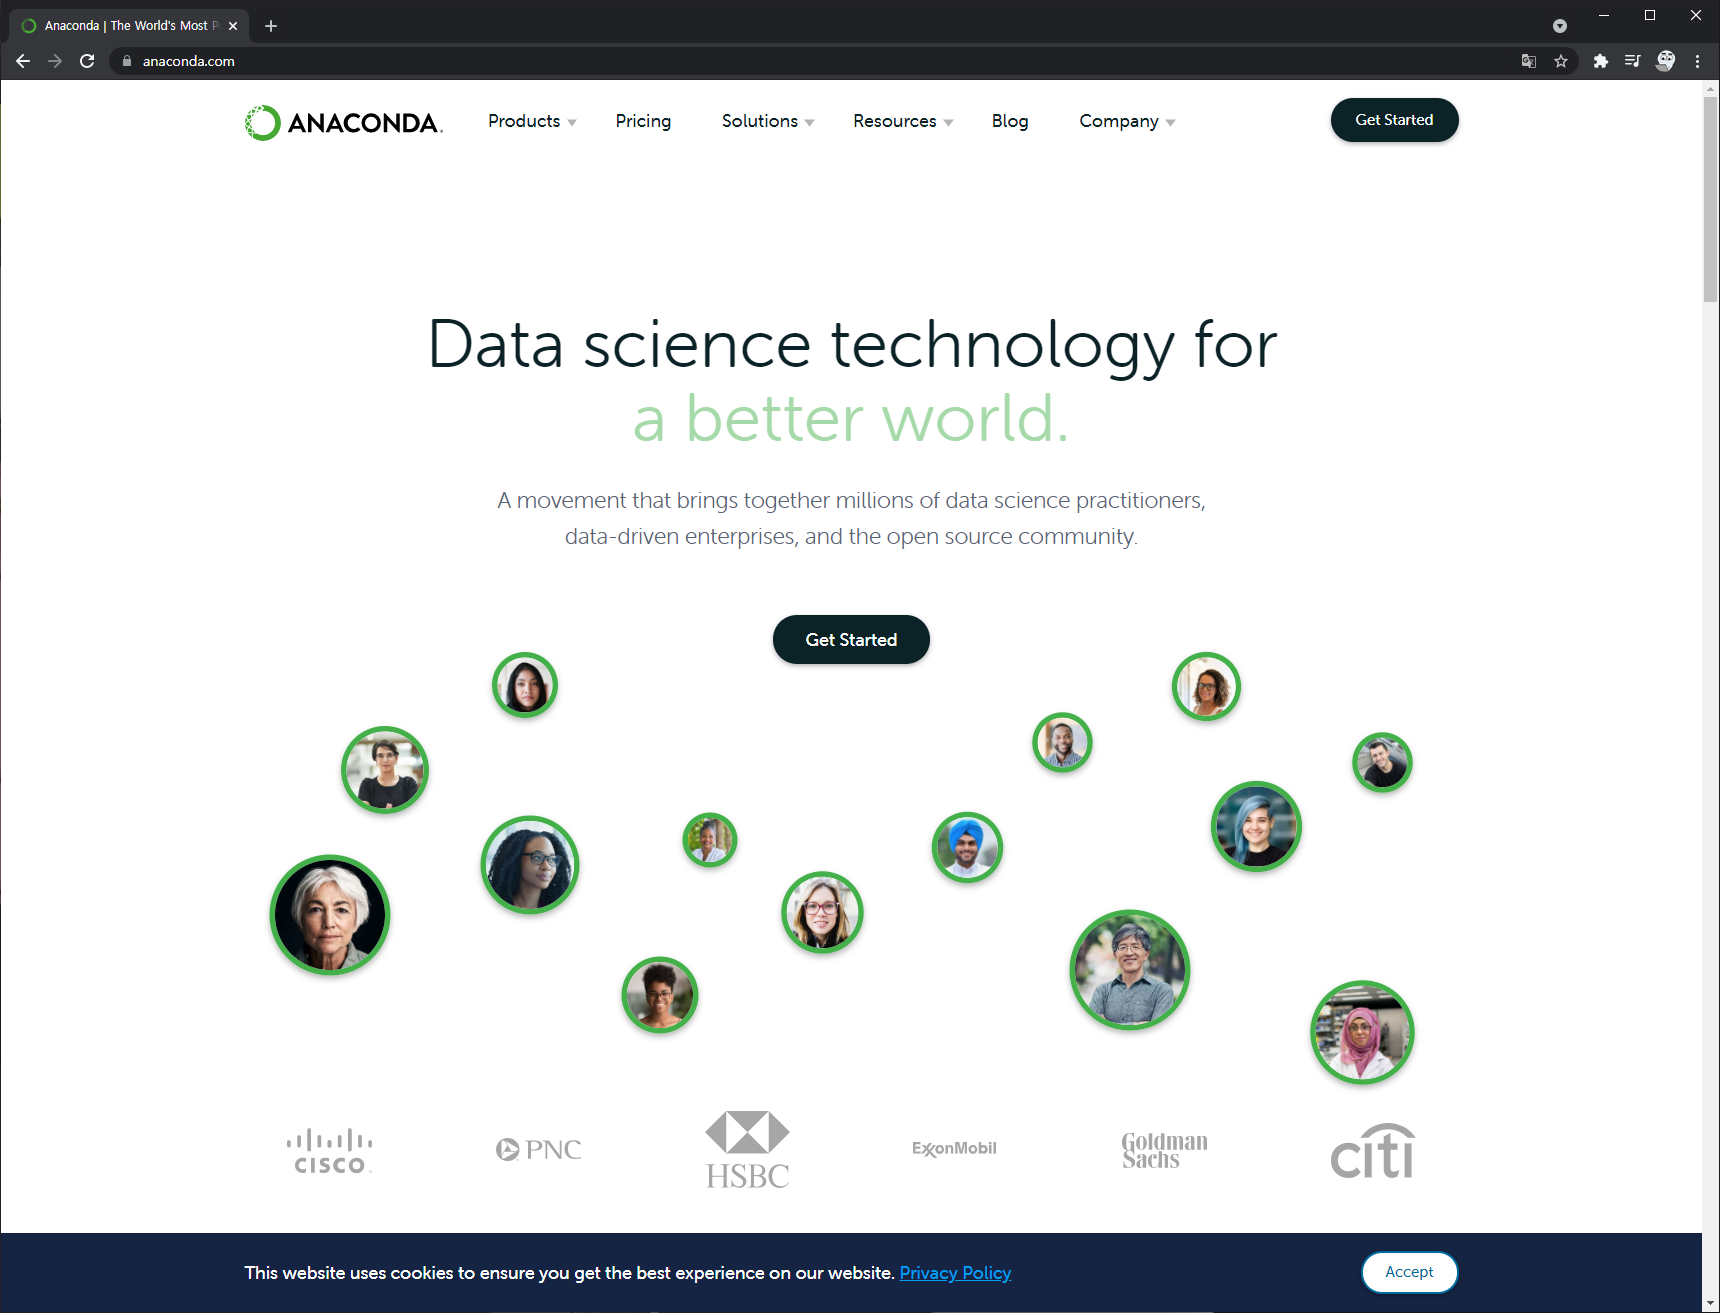 Anaconda | The World's Most P
anaconda.com
ANACONDA.
Products
Pricing
Solutions
Resources
Blog
Company
Get Started
Data science technology for
a better world.
A movement that brings together millions of data science practitioners,
data-driven enterprises, and the open source community.
Get Started
CISCO
PNC
HSBC
ExxonMobil
Goldman
Sachs
citi
This website uses cookies to ensure you get the best experience on our website. Privacy Policy
Accept